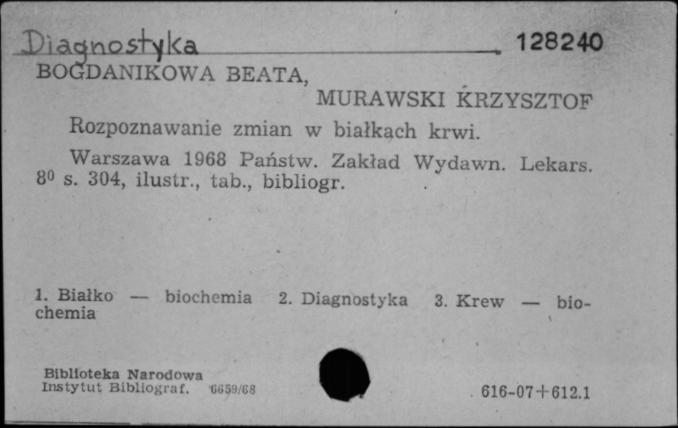 Diagnostyka 128240
BOGDANIKOWA BEATA,
MURAWSKI KRZYSZTOF
Rozpoznawanie zmian w białkach krwi.
Warszawa 1968 Państw. Zakład Wydawn. Lekars.
8⁰ s. 304, ilustr., tab., bibliogr.
1. Białko — biochemia 2. Diagnostyka 3. Krew — bio-
chemia
Biblioteka Narodowa
Instytut Bibliograf. 6659/68
616-07+612.1